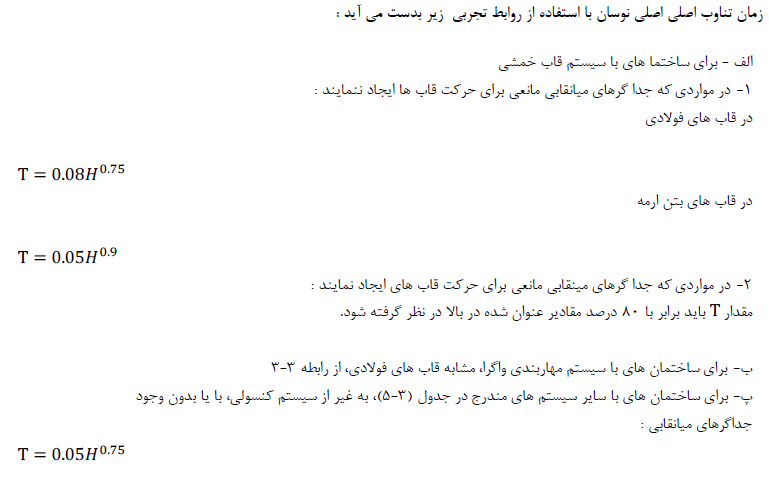 زمان تناوب اصلی اصلی نوسان با استفاده از روابط تجربی زیر بدست می آید :
الف - برای ساختما های با سیستم قاب خمشی
۱- در مواردی که جدا گرهای میانقابی مانعی برای حرکت قاب ها ایجاد ننمایند :
در قاب های فولادی
T = 0.08H^0.75
در قاب های بتن ارمه
T = 0.05H^0.9
۲- در مواردی که جدا گرهای مینقابی مانعی برای حرکت قاب های ایجاد نمایند :
مقدار T باید برابر با ۸۰ درصد مقادیر عنوان شده در بالا در نظر گرفته شود.
ب- برای ساختمان های با سیستم مهاربندی واگرا، مشابه قاب های فولادی، از رابطه ۳-۳
پ- برای ساختمان های با سایر سیستم های مندرج در جدول (۳-۵)، به غیر از سیستم کنسولی، با یا بدون وجود
جداگرهای میانقابی :
T = 0.05H^0.75